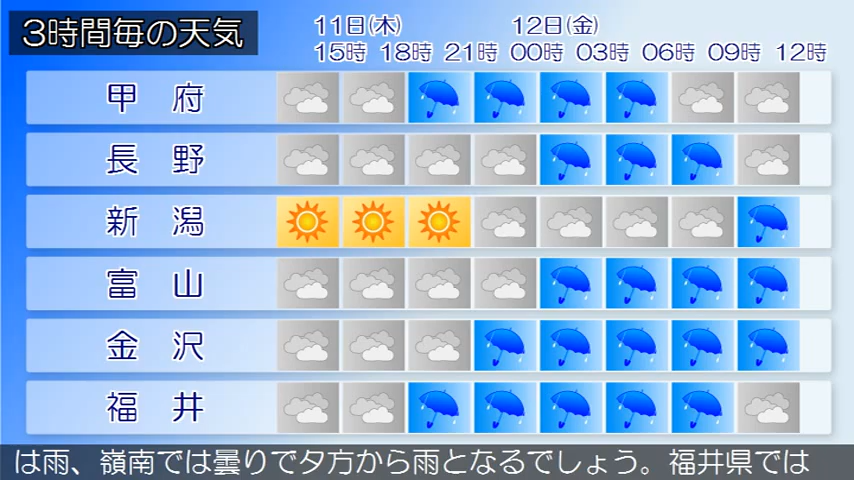 3時間毎の天気
11日(木) 12日(金)
15時 18時 21時 00時 03時 06時 09時 12時
甲 府
長 野
新 潟
富 山
金 沢
福 井
は雨、嶺南では曇りで夕方から雨となるでしょう。福井県では